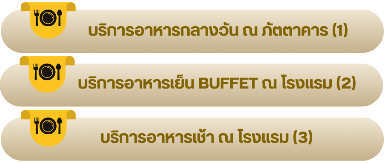 บริการอาหารกลางวัน ณ ภัตตาคาร (1)
บริการอาหารเย็น BUFFET ณ โรงแรม (2)
บริการอาหารเช้า ณ โรงแรม (3)